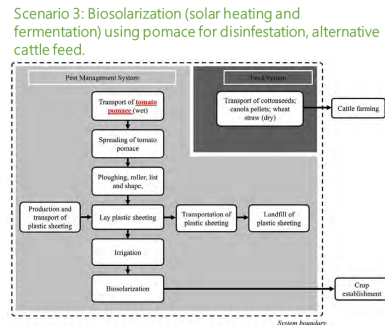 Scenario 3: Biosolarization (solar heating and
fermentation) using pomace for disinfestation, alternative
cattle feed.
Pest Management System
Feed System
Transport of tomato
pomace (wet)
Transport of cottonseeds;
canola pellets; wheat
straw (dry)
Cattle farming
Spreading of tomato
pomace
Ploughing, roller, list
and shape,
Production and
transport of
plastic sheeting
Lay plastic sheeting
Transportation of
plastic sheeting
Landfill of
plastic sheeting
Irrigation
Biosolarization
Crop
establishment
System boundary